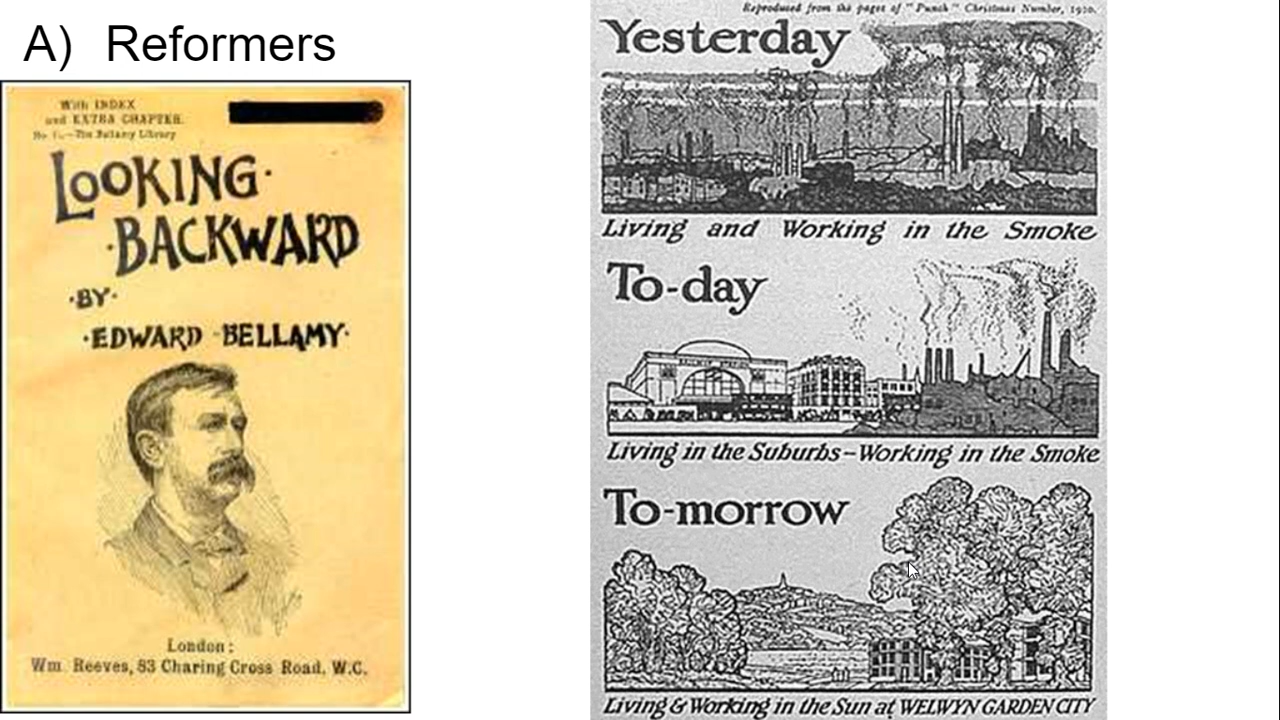 A) Reformers
With INDEX
and EXTRA CHAPTER.
The Bellamy Library
LOOKING
BACKWARD
·BY·
·EDWARD BELLAMY·
London:
Wm. Reeves, 83 Charing Cross Road, W.C.
Reproduced from the pages of "Punch" Christmas Number, 1920.
Yesterday
Living and Working in the Smoke
To-day
Living in the Suburbs-Working in the Smoke
To-morrow
Living & Working in the Sun at WELWYN GARDEN CITY